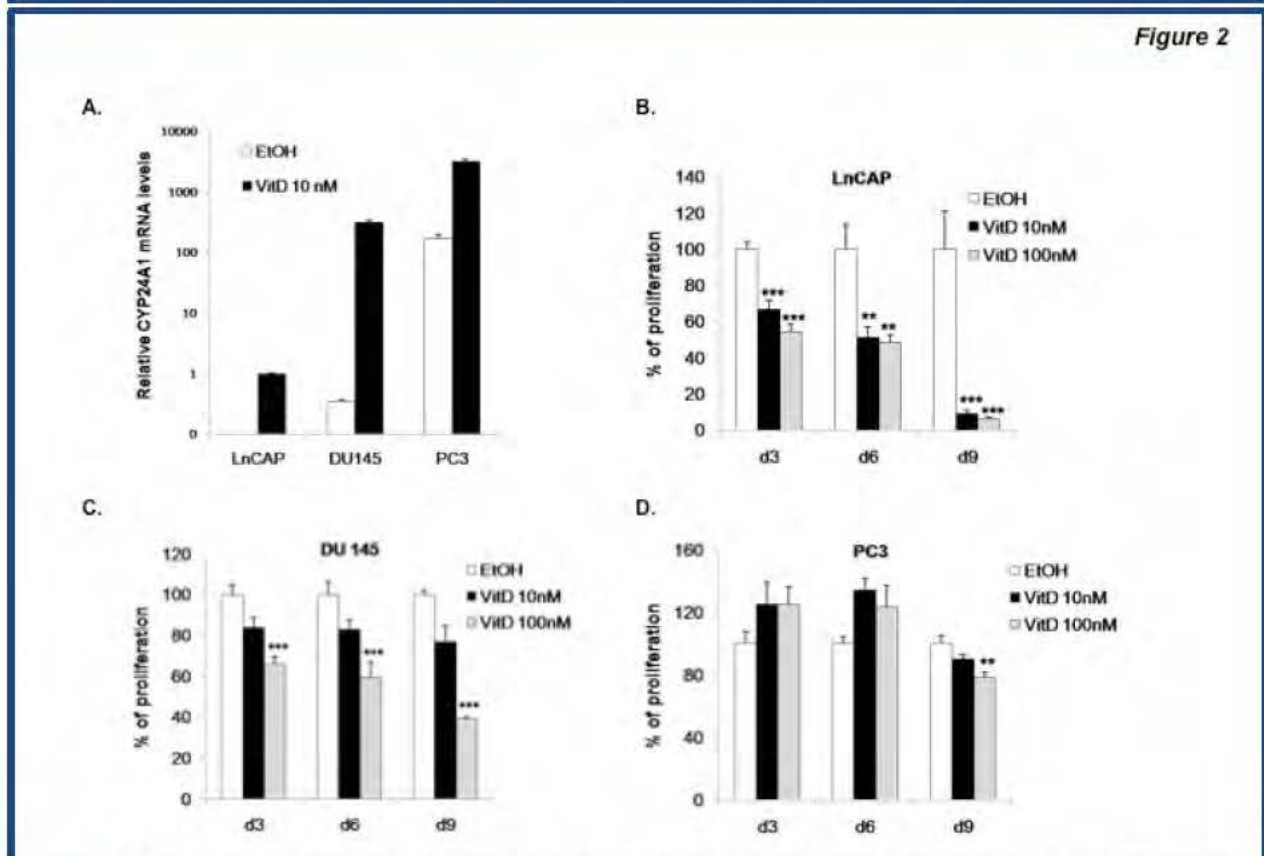 Figure 2
A.
Relative CYP24A1 mRNA levels
10000
1000
100
10
1
0
EtOH
VitD 10 nM
LnCAP DU145 PC3
B.
LnCAP
% of proliferation
140
120
100
80
60
40
20
0
EtOH
VitD 10nM
VitD 100nM
*** *** ** ** *** ***
d3 d6 d9
C.
DU 145
% of proliferation
120
100
80
60
40
20
0
EtOH
VitD 10nM
VitD 100nM
*** *** ***
d3 d6 d9
D.
PC3
% of proliferation
160
120
80
40
0
EtOH
VitD 10nM
VitD 100nM
**
d3 d6 d9